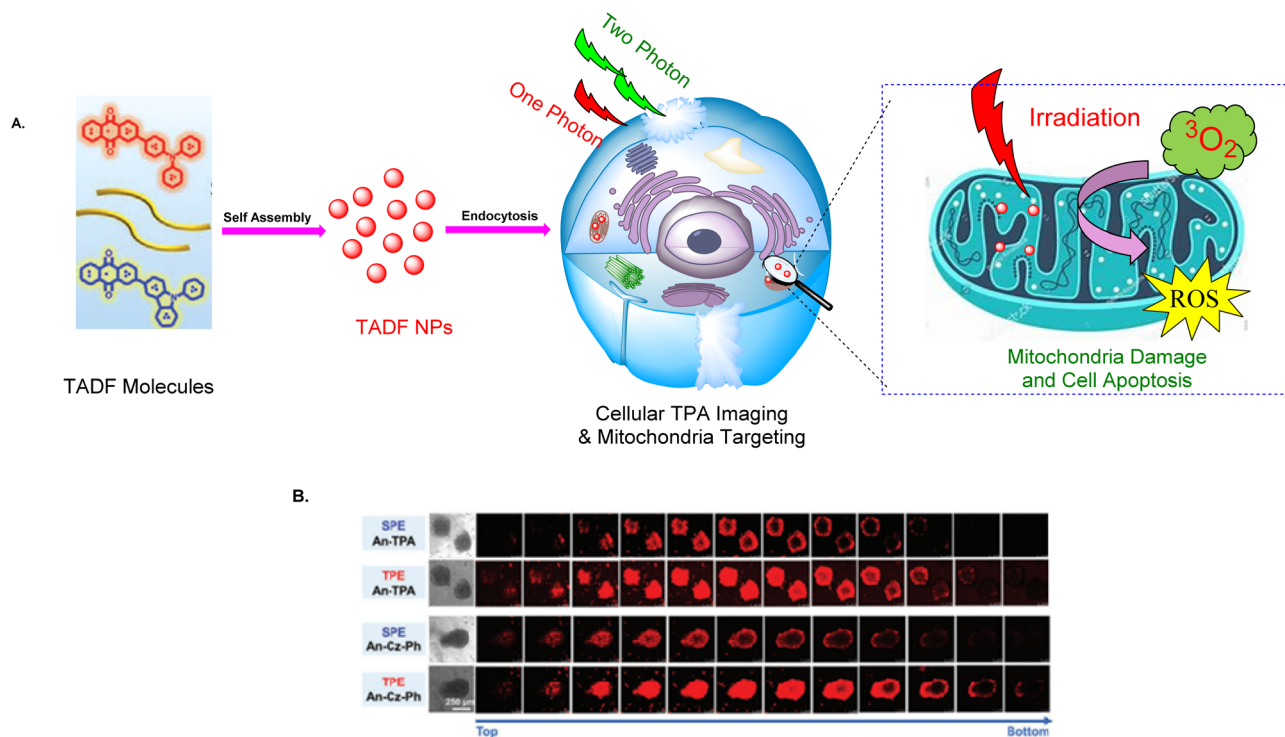 A.
Two Photon
One Photon
Irradiation
³O₂
Self Assembly
Endocytosis
TADF NPs
ROS
Mitochondria Damage
and Cell Apoptosis
TADF Molecules
Cellular TPA Imaging
& Mitochondria Targeting
B.
SPE
An-TPA
TPE
An-TPA
SPE
An-Cz-Ph
TPE
An-Cz-Ph
250 μm
Top
Bottom